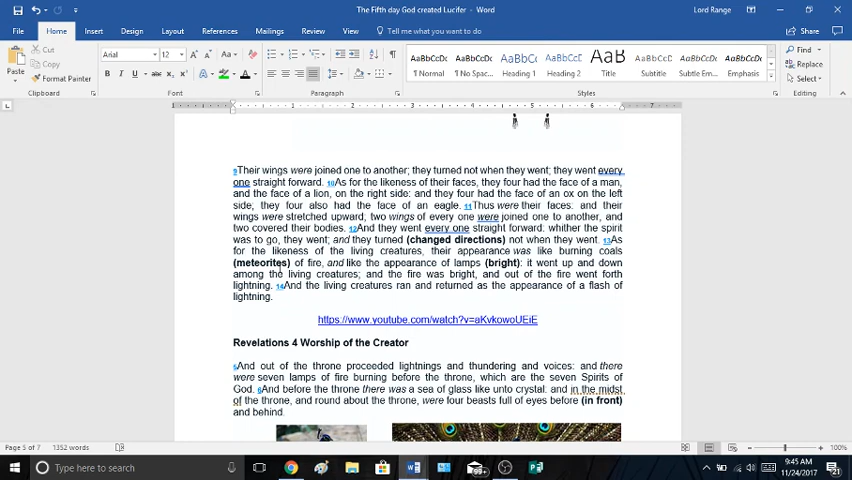 The Fifth day God created Lucifer - Word
Lord Range
File Home Insert Design Layout References Mailings Review View Tell me what you want to do... Share
Cut
Copy
Format Painter
Paste
Arial 12
AaBbCcDc AaBbCcDc AaBbCc AaBbCcC AaBb AaBbCcC AaBbCcDc AaBbCcDc
¶ Normal ¶ No Spac... Heading 1 Heading 2 Title Subtitle Subtle Em... Emphasis
Find
Replace
Select
Clipboard Font Paragraph Styles Editing
1 1 2 3 4 5 6 7
9Their wings were joined one to another; they turned not when they went; they went every
one straight forward. 10As for the likeness of their faces, they four had the face of a man,
and the face of a lion, on the right side: and they four had the face of an ox on the left
side; they four also had the face of an eagle. 11Thus were their faces: and their
wings were stretched upward; two wings of every one were joined one to another, and
two covered their bodies. 12And they went every one straight forward: whither the spirit
was to go, they went; and they turned (changed directions) not when they went. 13As
for the likeness of the living creatures, their appearance was like burning coals
(meteorites) of fire, and like the appearance of lamps (bright): it went up and down
among the living creatures; and the fire was bright, and out of the fire went forth
lightning. 14And the living creatures ran and returned as the appearance of a flash of
lightning.
https://www.youtube.com/watch?v=aKvkowoUEiE
Revelations 4 Worship of the Creator
5And out of the throne proceeded lightnings and thundering and voices: and there
were seven lamps of fire burning before the throne, which are the seven Spirits of
God. 6And before the throne there was a sea of glass like unto crystal: and in the midst
of the throne, and round about the throne, were four beasts full of eyes before (in front)
and behind.
Page 5 of 7 1352 words 100%
Type here to search
99+
9:45 AM
11/24/2017
21